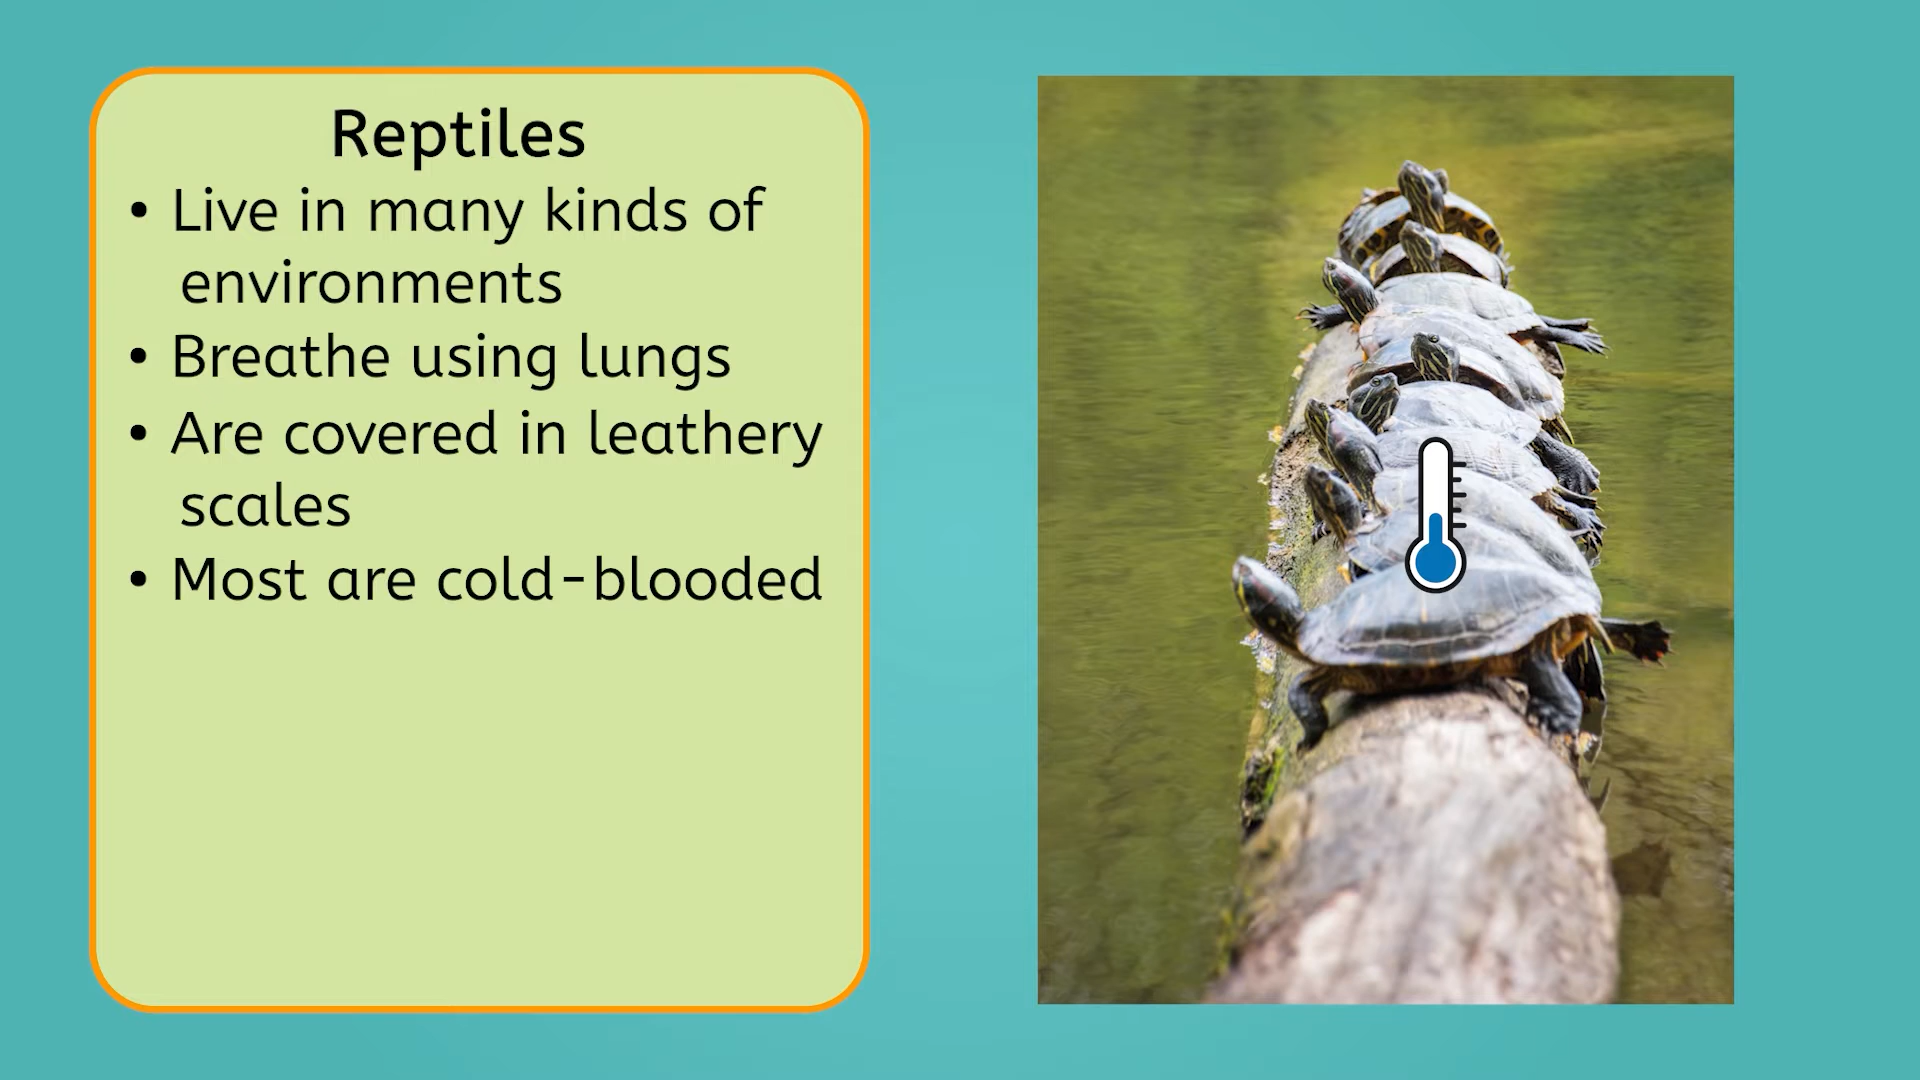 Reptiles
• Live in many kinds of
environments
• Breathe using lungs
• Are covered in leathery
scales
• Most are cold-blooded